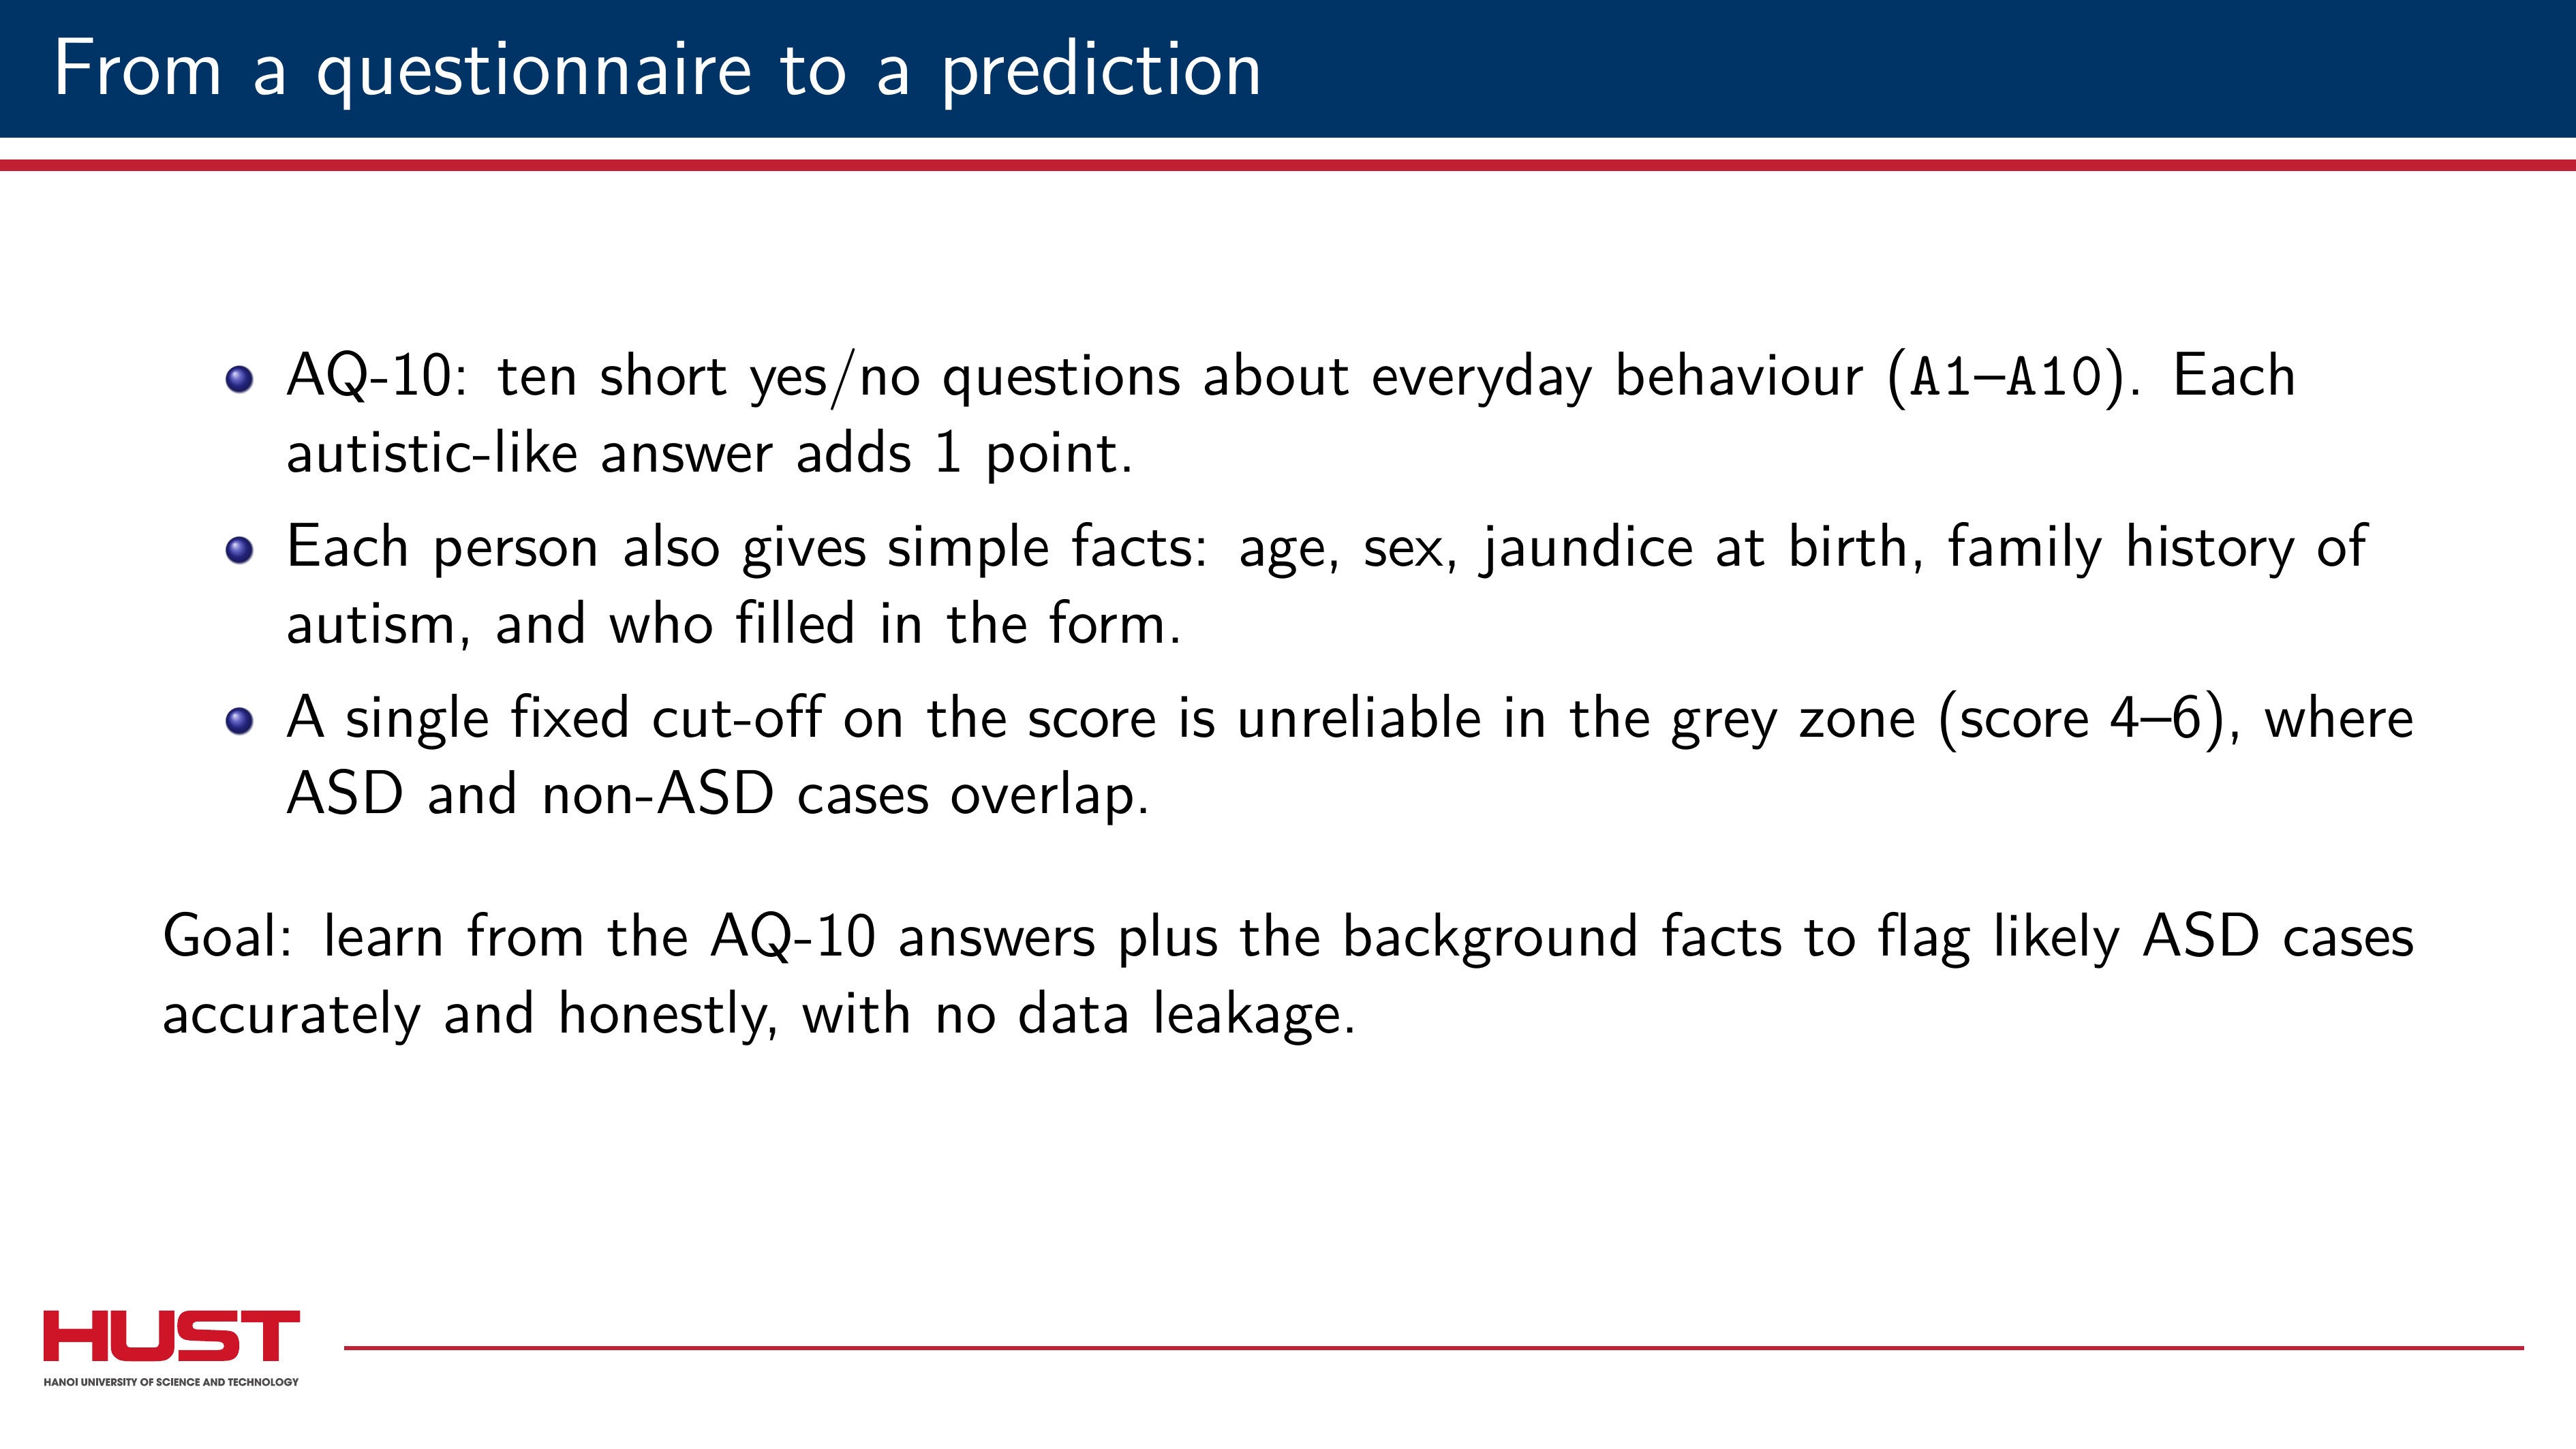 From a questionnaire to a prediction
AQ-10: ten short yes/no questions about everyday behaviour (A1–A10). Each
autistic-like answer adds 1 point.
Each person also gives simple facts: age, sex, jaundice at birth, family history of
autism, and who filled in the form.
A single fixed cut-off on the score is unreliable in the grey zone (score 4–6), where
ASD and non-ASD cases overlap.
Goal: learn from the AQ-10 answers plus the background facts to flag likely ASD cases
accurately and honestly, with no data leakage.
HUST
HANOI UNIVERSITY OF SCIENCE AND TECHNOLOGY